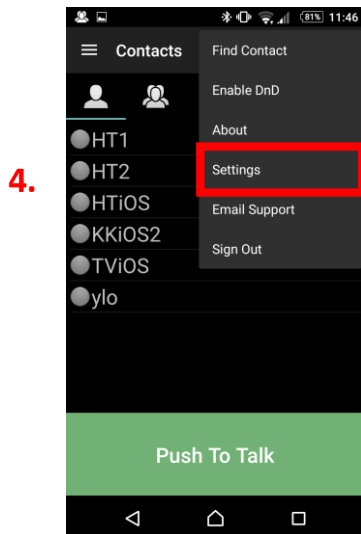 81% 11:46
Contacts
Find Contact
Enable DnD
About
Settings
Email Support
Sign Out
4.
HT1
HT2
HTiOS
KKiOS2
TViOS
ylo
Push To Talk